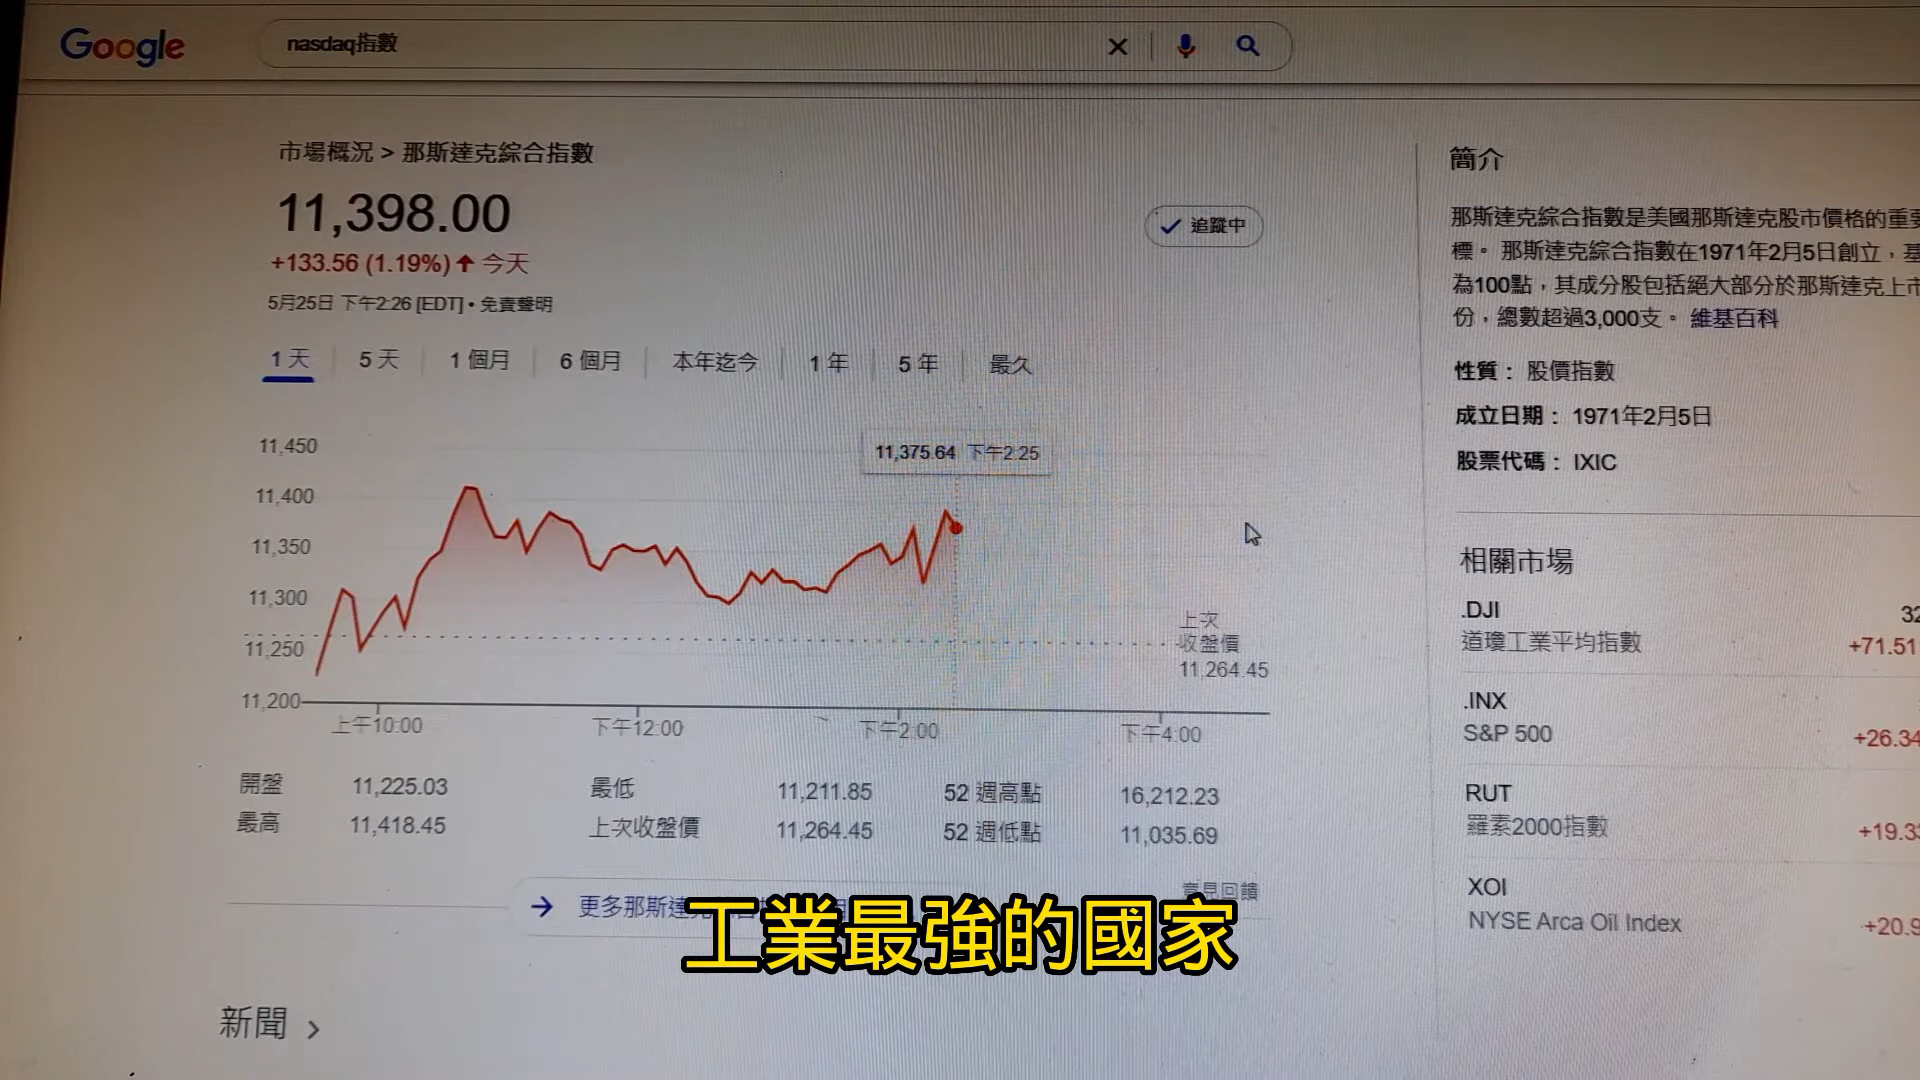 Google
nasdaq指數
市場概況 > 那斯達克綜合指數
11,398.00
+133.56 (1.19%) ↑ 今天
5月25日 下午2:26 [EDT] • 免責聲明
追蹤中
1 天
5 天
1 個月
6 個月
本年迄今
1 年
5 年
最久
11,375.64 下午2:25
11,450
11,400
11,350
11,300
11,250
11,200
上次
收盤價
11,264.45
上午10:00
下午12:00
下午2:00
下午4:00
開盤 11,225.03
最低 11,211.85
52 週高點 16,212.23
最高 11,418.45
上次收盤價 11,264.45
52 週低點 11,035.69
意見回饋
更多那斯達
工業最強的國家
新聞
簡介
那斯達克綜合指數是美國那斯達克股市價格的重要
標。 那斯達克綜合指數在1971年2月5日創立，基
為100點，其成分股包括絕大部分於那斯達克上市
份，總數超過3,000支。 維基百科
性質： 股價指數
成立日期： 1971年2月5日
股票代碼： IXIC
相關市場
.DJI 32
道瓊工業平均指數 +71.51
.INX
S&P 500 +26.34
RUT
羅素2000指數 +19.3
XOI
NYSE Arca Oil Index +20.9